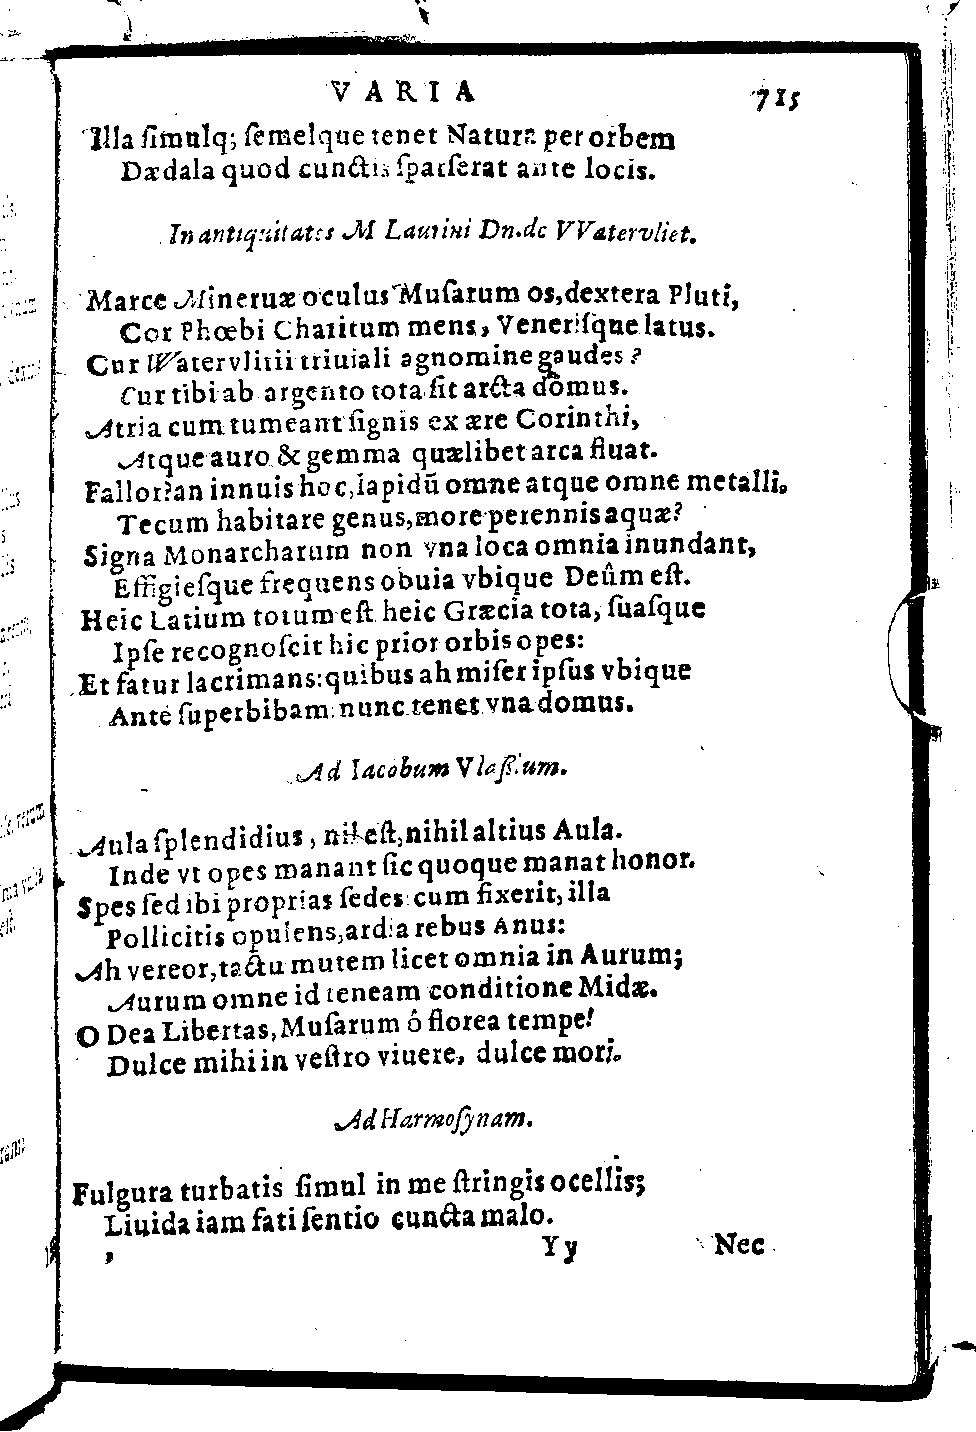 VARIA 715
Illa ſimulq; ſemelque tenet Natura per orbem
Dædala quod cunctis ſparſerat ante locis.
In antiquitates M Laurini Dn. de VVatervliet.
Marce Mineruæ oculus Muſarum os, dextera Pluti,
Cor Phœbi Charitum mens, Veneriſque latus.
Cur Watervlitii triuiali agnomine gaudes?
Cur tibi ab argento tota ſit arcta domus.
Atria cum tumeant ſignis ex ære Corinthi,
Atque auro & gemma quælibet arca fluat.
Fallor? an innuis hoc, lapidū omne atque omne metalli,
Tecum habitare genus, more perennis aquæ?
Signa Monarcharum non vna loca omnia inundant,
Effigieſque frequens obuia vbique Deûm eſt.
Heic Latium totum eſt heic Græcia tota, ſuaſque
Ipſe recognoſcit hic prior orbis opes:
Et fatur lacrimans: quibus ah miſer ipſus vbique
Ante ſuperbibam: nunc tenet vna domus.
Ad Iacobum Vlaßium.
Aula ſplendidius, nil eſt, nihil altius Aula.
Inde vt opes manant ſic quoque manat honor.
Spes ſed ibi proprias ſedes cum fixerit, illa
Pollicitis opulens, arda rebus Anus:
Ah vereor, tactu mutem licet omnia in Aurum;
Aurum omne id teneam conditione Midæ.
O Dea Libertas, Muſarum ô florea tempe!
Dulce mihi in veſtro viuere, dulce mori.
Ad Harmoſynam.
Fulgura turbatis ſimul in me ſtringis ocellis;
Liuida iam fati ſentio cuncta malo.
Yy Nec